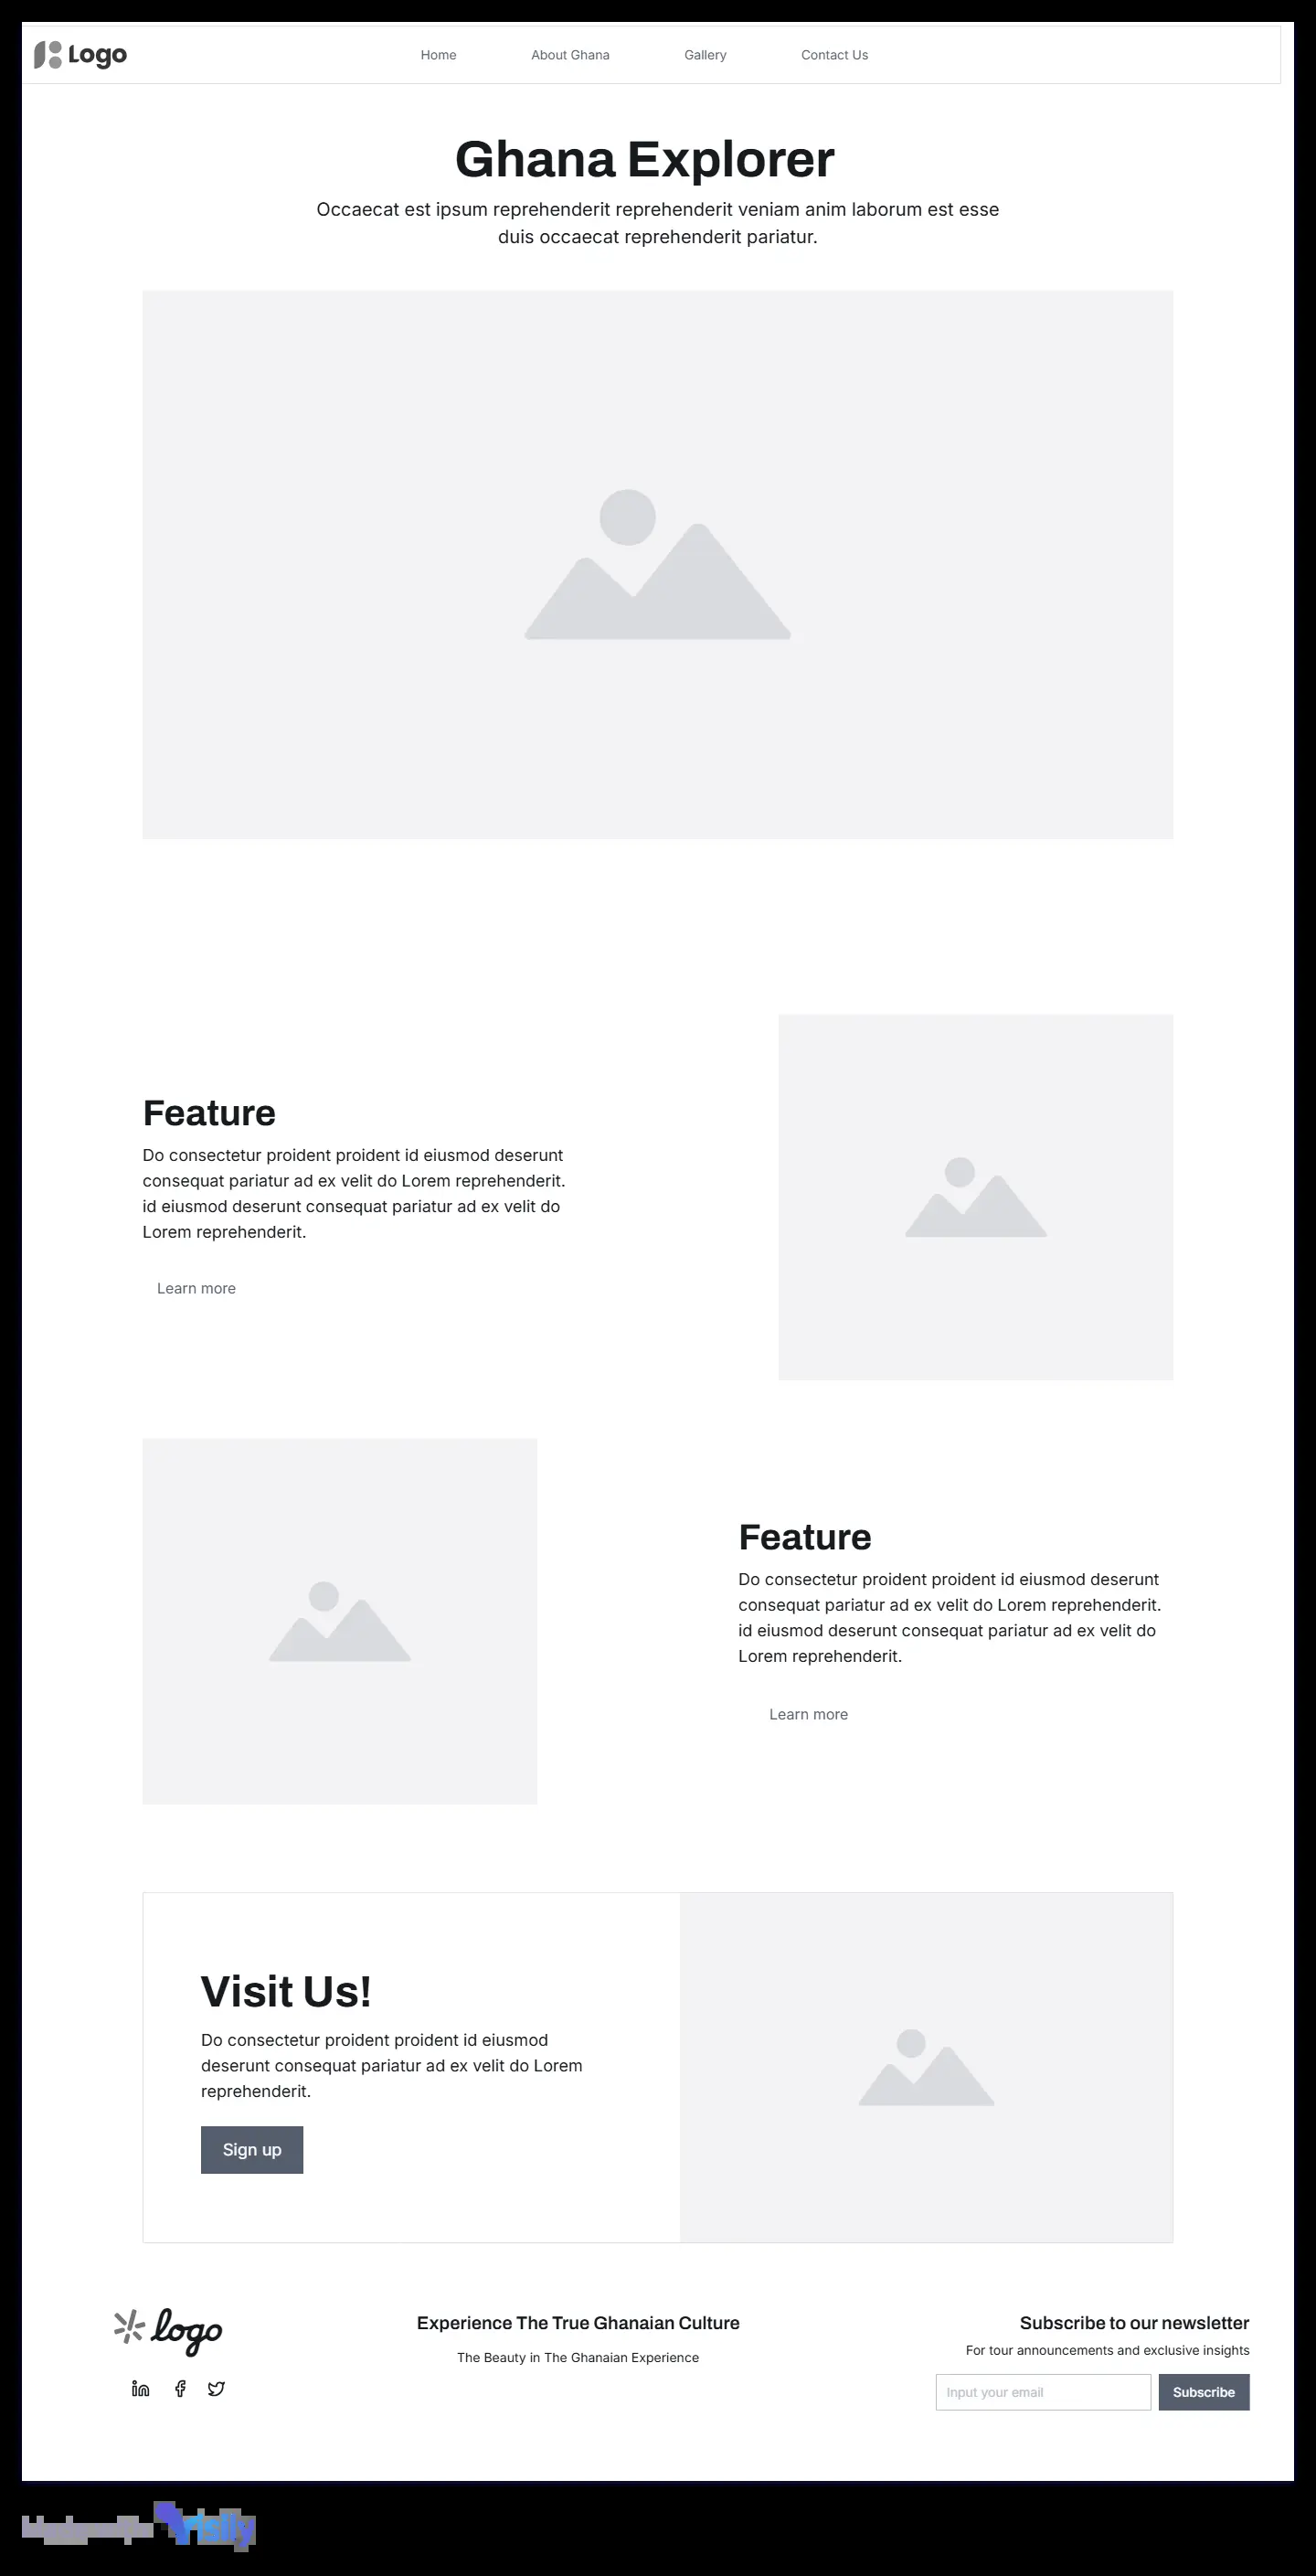 Logo
Home
About Ghana
Gallery
Contact Us
Ghana Explorer
Occaecat est ipsum reprehenderit reprehenderit veniam anim laborum est esse
duis occaecat reprehenderit pariatur.
Feature
Do consectetur proident proident id eiusmod deserunt
consequat pariatur ad ex velit do Lorem reprehenderit.
id eiusmod deserunt consequat pariatur ad ex velit do
Lorem reprehenderit.
Learn more
Feature
Do consectetur proident proident id eiusmod deserunt
consequat pariatur ad ex velit do Lorem reprehenderit.
id eiusmod deserunt consequat pariatur ad ex velit do
Lorem reprehenderit.
Learn more
Visit Us!
Do consectetur proident proident id eiusmod
deserunt consequat pariatur ad ex velit do Lorem
reprehenderit.
Sign up
logo
Experience The True Ghanaian Culture
The Beauty in The Ghanaian Experience
Subscribe to our newsletter
For tour announcements and exclusive insights
Input your email
Subscribe
Visily